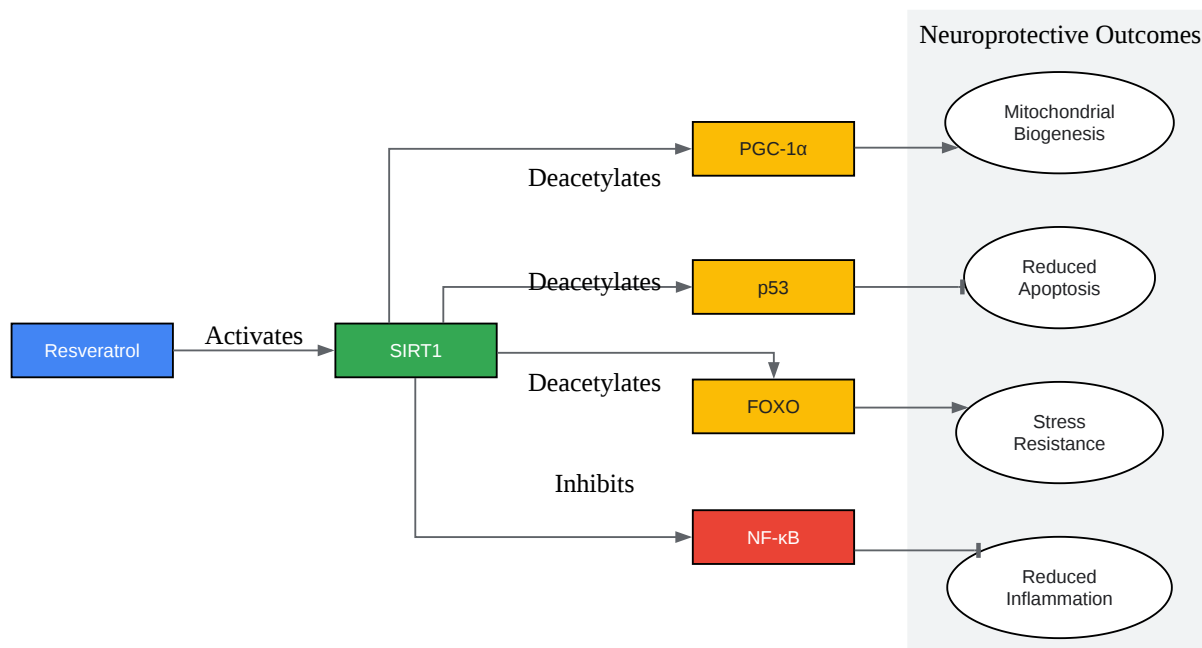 Neuroprotective Outcomes
Mitochondrial
Biogenesis
PGC-1α
Deacetylates
Reduced
Apoptosis
Deacetylates
p53
Activates
Resveratrol
SIRT1
Deacetylates
FOXO
Stress
Resistance
Inhibits
NF-κB
Reduced
Inflammation